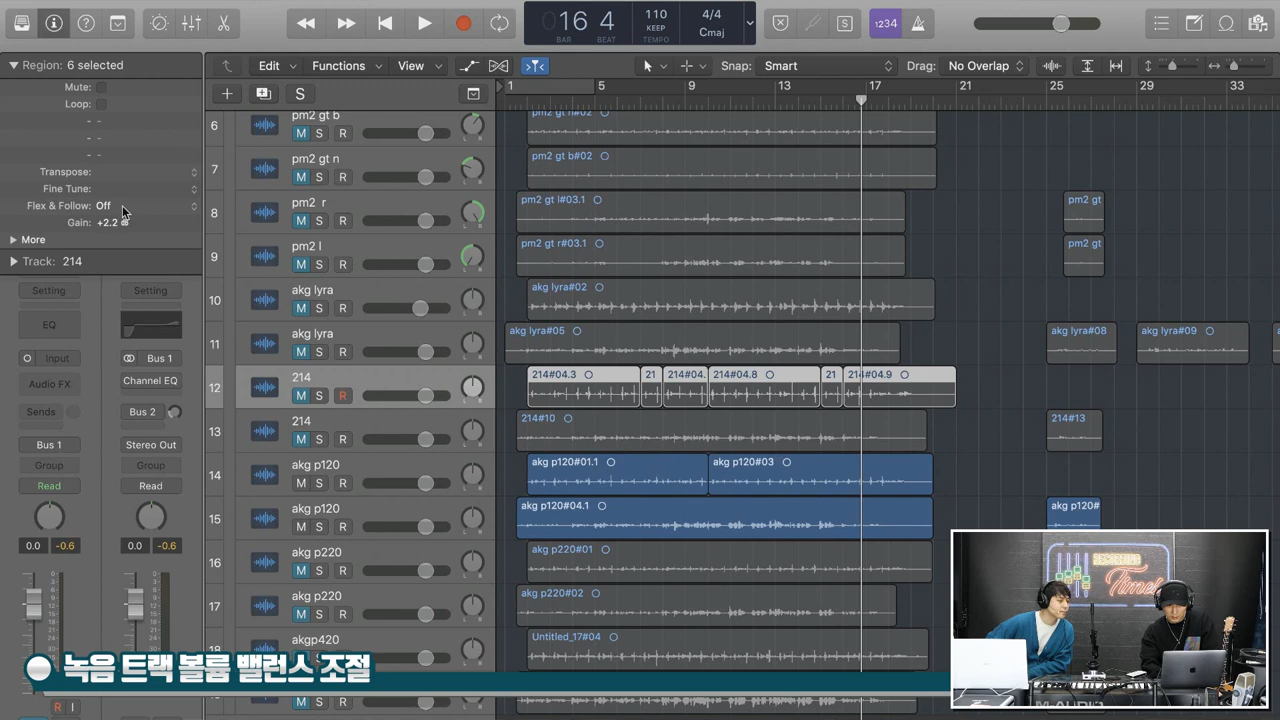 16 4
BAR BEAT
110
KEEP
TEMPO
4/4
Cmaj
S
1234
Region: 6 selected
Mute:
Loop:
Transpose:
Fine Tune:
Flex & Follow: Off
Gain: +2.2
More
Track: 214
Edit Functions View
Snap: Smart
Drag: No Overlap
S
1 5 9 13 17 21 25 29 33
6 pm2 gt b M S R
pm2 gt b#02
7 pm2 gt n M S R
8 pm2 r M S R
pm2 gt l#03.1
pm2 gt
9 pm2 l M S R
pm2 gt r#03.1
pm2 gt
10 akg lyra M S R
akg lyra#02
11 akg lyra M S R
akg lyra#05
akg lyra#08
akg lyra#09
12 214 M S R
214#04.3
21
214#04.
214#04.8
21
214#04.9
13 214 M S R
214#10
214#13
14 akg p120 M S R
akg p120#01.1
akg p120#03
15 akg p120 M S R
akg p120#04.1
akg p120#
16 akg p220 M S R
akg p220#01
17 akg p220 M S R
akg p220#02
18 akgp420
Untitled_17#04
Setting Setting
EQ
Input Bus 1
Audio FX Channel EQ
Sends Bus 2
Bus 1 Stereo Out
Group Group
Read Read
0.0 -0.6 0.0 -0.6
R I
녹음 트랙 볼륨 밸런스 조절
Time!
M-AUDIO